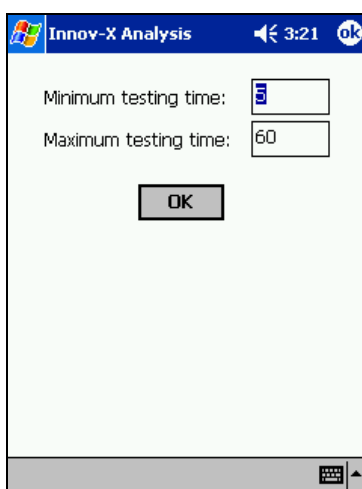 Innov-X Analysis 3:21 ok
Minimum testing time: 5
Maximum testing time: 60
OK